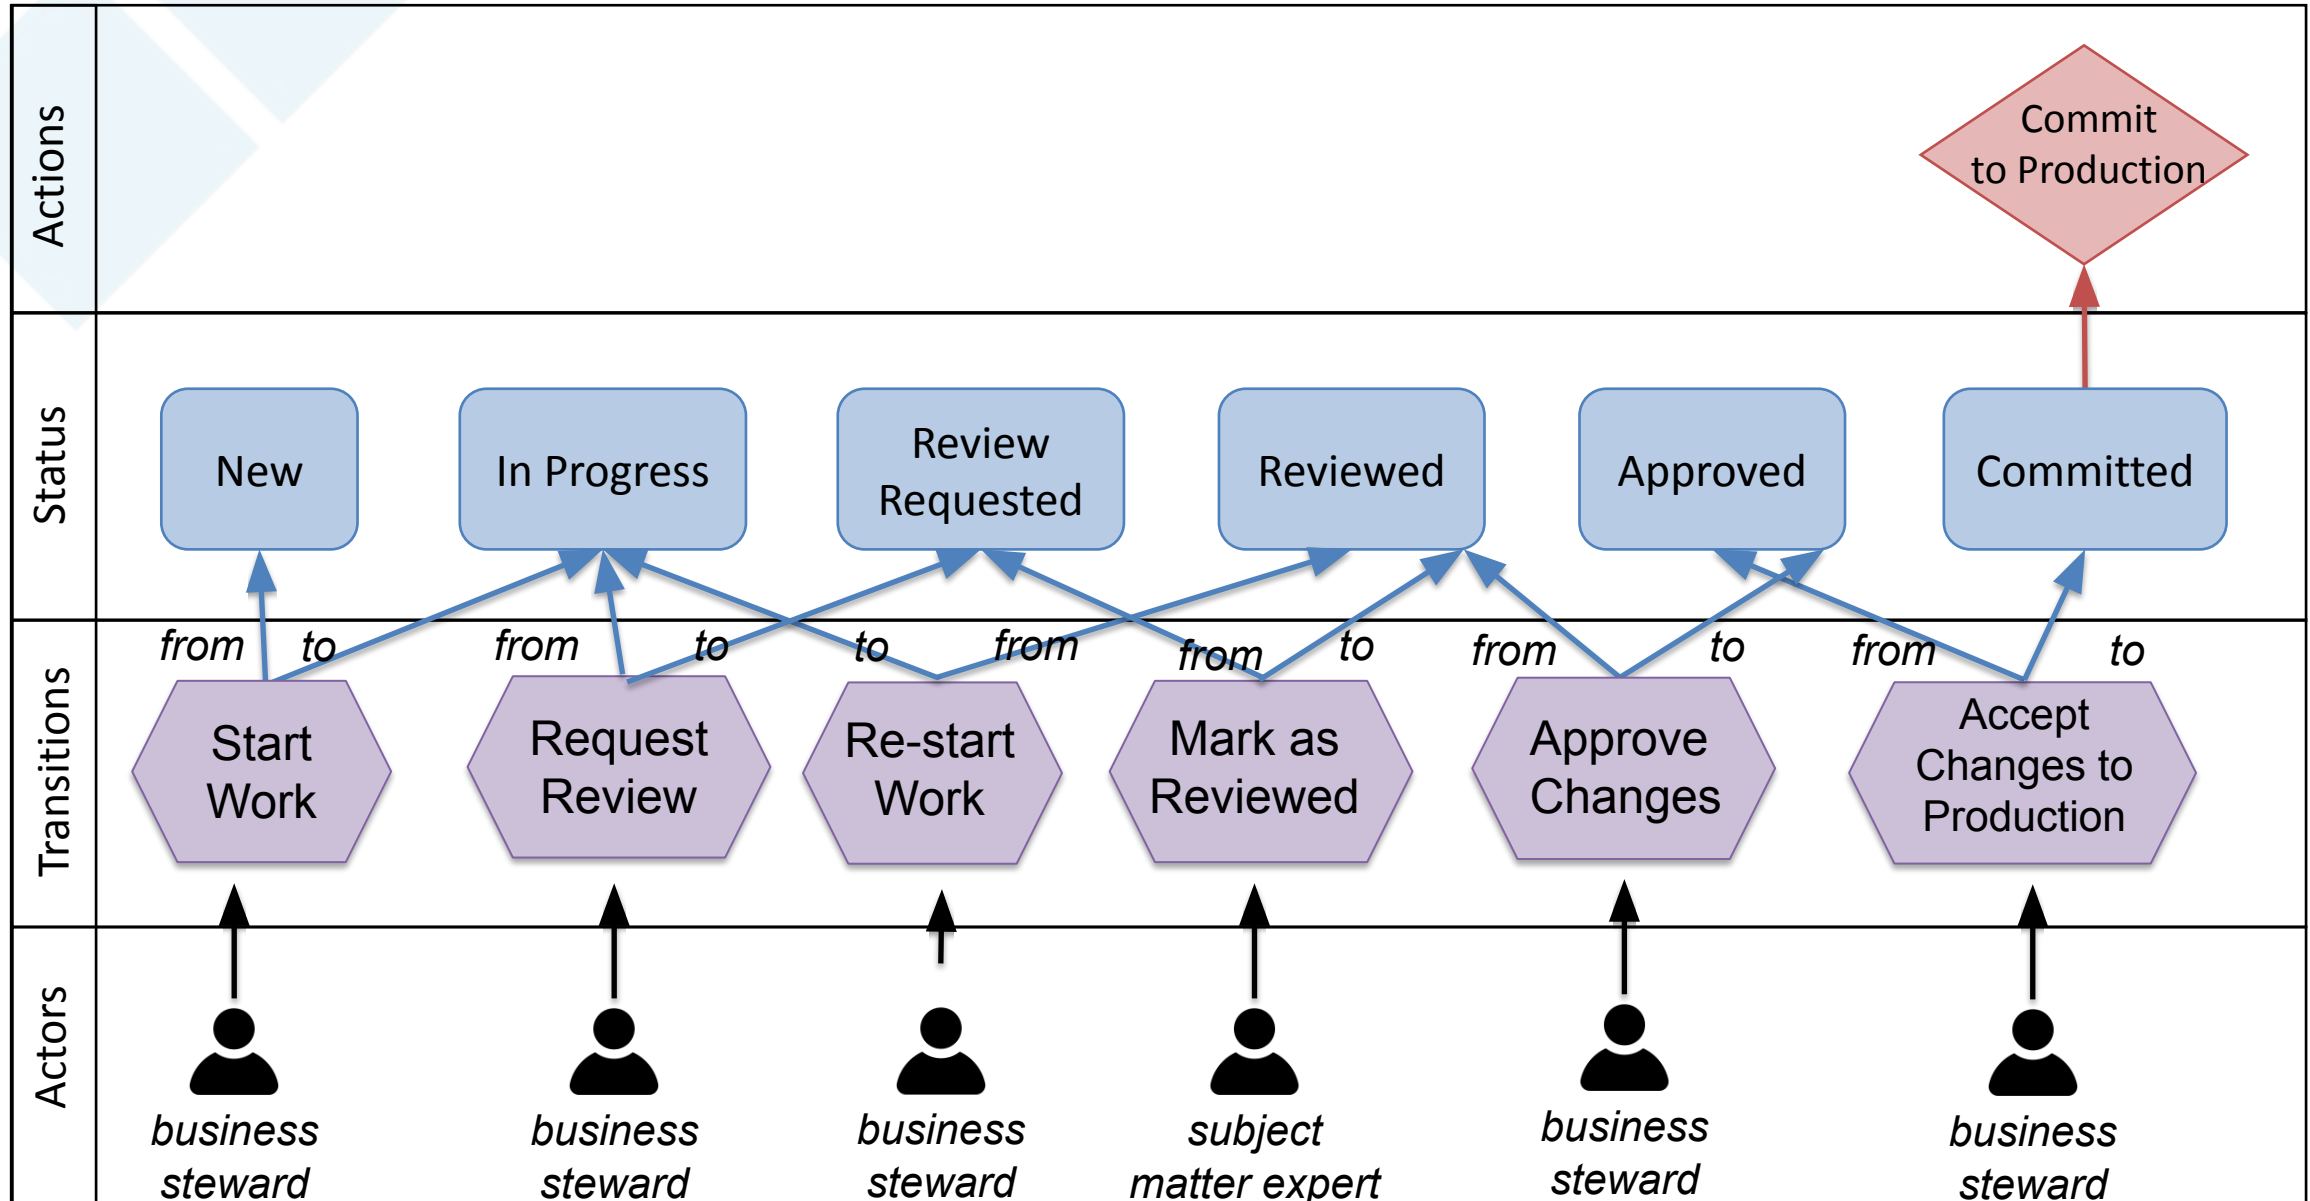 Actions
Commit
to Production
Status
New
In Progress
Review
Requested
Reviewed
Approved
Committed
Transitions
from
to
from
to
to
from
from
to
from
to
from
to
Start
Work
Request
Review
Re-start
Work
Mark as
Reviewed
Approve
Changes
Accept
Changes to
Production
Actors
business
steward
business
steward
business
steward
subject
matter expert
business
steward
business
steward